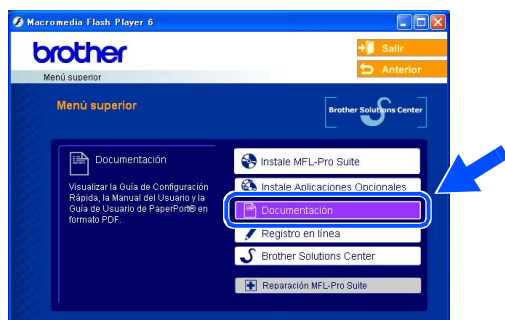 Macromedia Flash Player 6
brother
Salir
Anterior
Menú superior
Menú superior
Brother Solutions Center
Documentación
Visualizar la Guía de Configuración
Rápida, la Manual del Usuario y la
Guía de Usuario de PaperPort® en
formato PDF.
Instale MFL-Pro Suite
Instale Aplicaciones Opcionales
Documentación
Registro en línea
Brother Solutions Center
Reparación MFL-Pro Suite